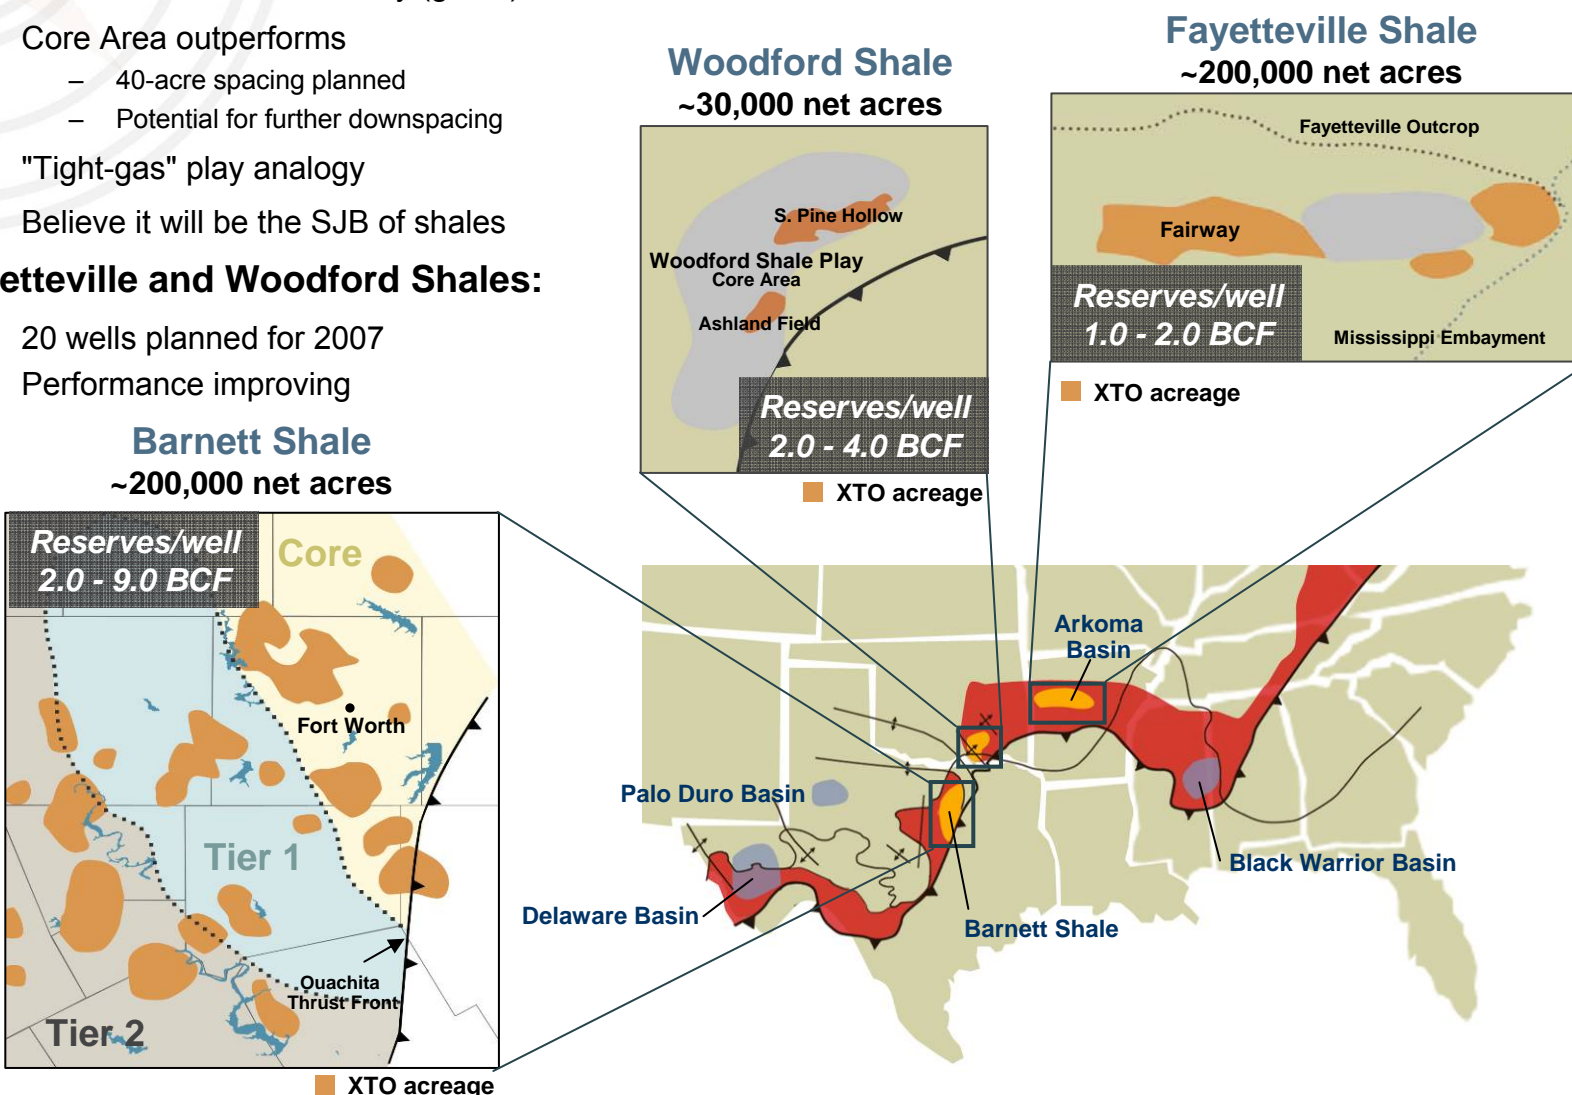 Core Area outperforms
– 40-acre spacing planned
– Potential for further downspacing
"Tight-gas" play analogy
Believe it will be the SJB of shales
etteville and Woodford Shales:
20 wells planned for 2007
Performance improving
Woodford Shale
~30,000 net acres
S. Pine Hollow
Woodford Shale Play
Core Area
Ashland Field
Reserves/well
2.0 - 4.0 BCF
XTO acreage
Fayetteville Shale
~200,000 net acres
Fayetteville Outcrop
Fairway
Reserves/well
1.0 - 2.0 BCF
Mississippi Embayment
XTO acreage
Barnett Shale
~200,000 net acres
Reserves/well
2.0 - 9.0 BCF
Core
Fort Worth
Tier 1
Ouachita
Thrust Front
Tier 2
XTO acreage
Arkoma
Basin
Palo Duro Basin
Delaware Basin
Barnett Shale
Black Warrior Basin